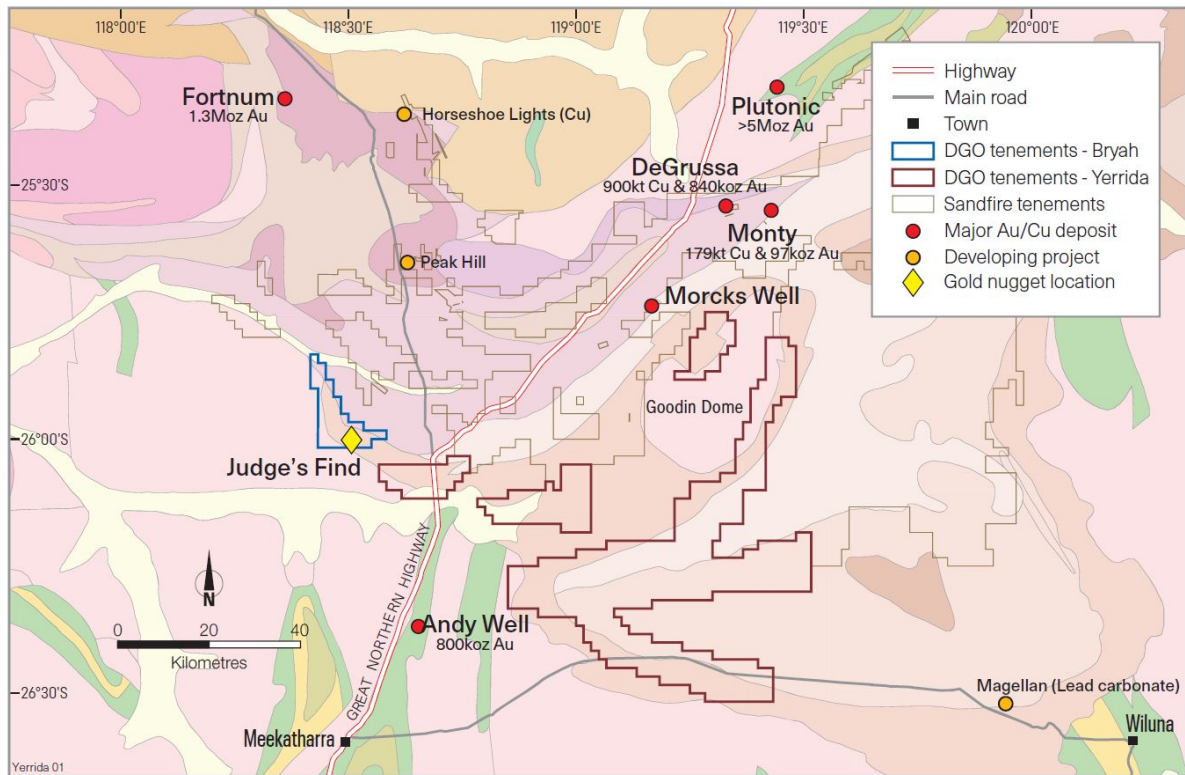 118°00'E
118°30'E
119°00'E
119°30'E
120°00'E
Highway
Main road
Town
DGO tenements - Bryah
DGO tenements - Yerrida
Sandfire tenements
Major Au/Cu deposit
Developing project
Gold nugget location
Fortnum
1.3Moz Au
Horseshoe Lights (Cu)
Plutonic
>5Moz Au
DeGrussa
900kt Cu & 840koz Au
25°30'S
Monty
179kt Cu & 97koz Au
Peak Hill
Morcks Well
Goodin Dome
26°00'S
Judge's Find
GREAT NORTHERN HIGHWAY
N
0 20 40
Kilometres
Andy Well
800koz Au
26°30'S
Magellan (Lead carbonate)
Meekatharra
Wiluna
Yerrida 01